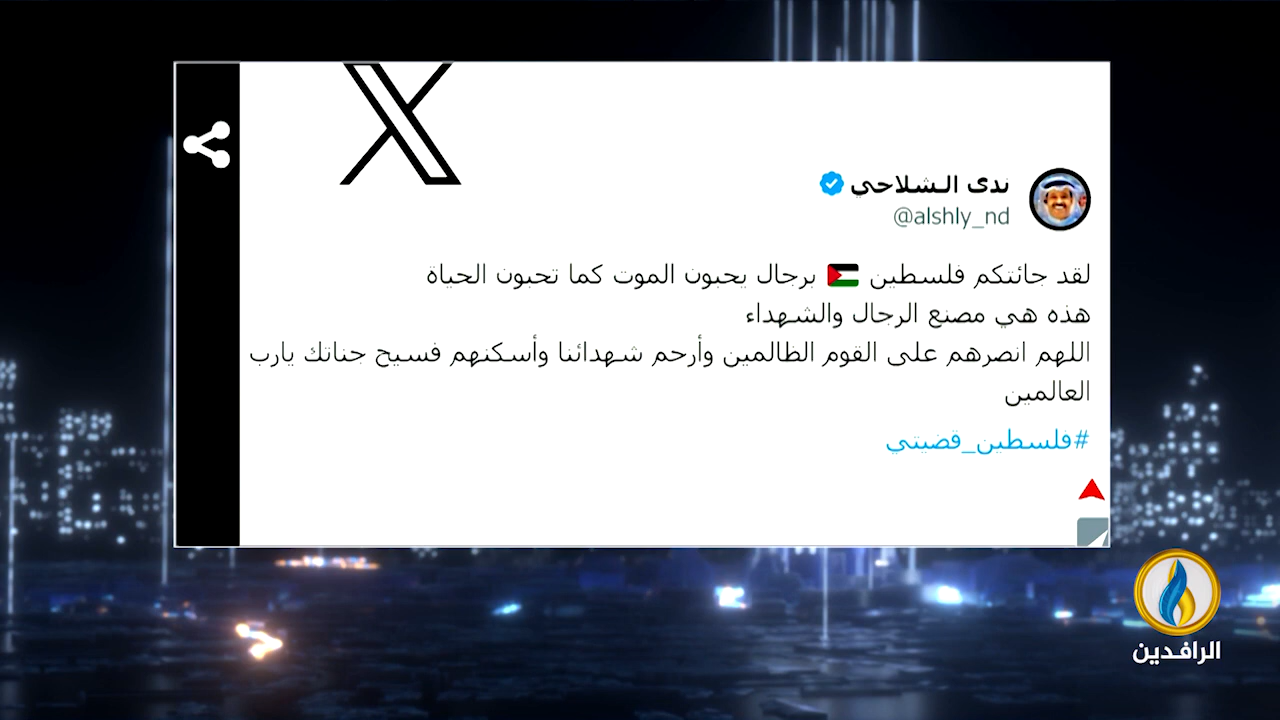 ندى الشلاحي
@alshly_nd
لقد جائتكم فلسطين 🇵🇸 برجال يحبون الموت كما تحبون الحياة
هذه هي مصنع الرجال والشهداء
اللهم انصرهم على القوم الظالمين وأرحم شهدائنا وأسكنهم فسيح جناتك يارب
العالمين
#فلسطين_قضيتي
الرافدين